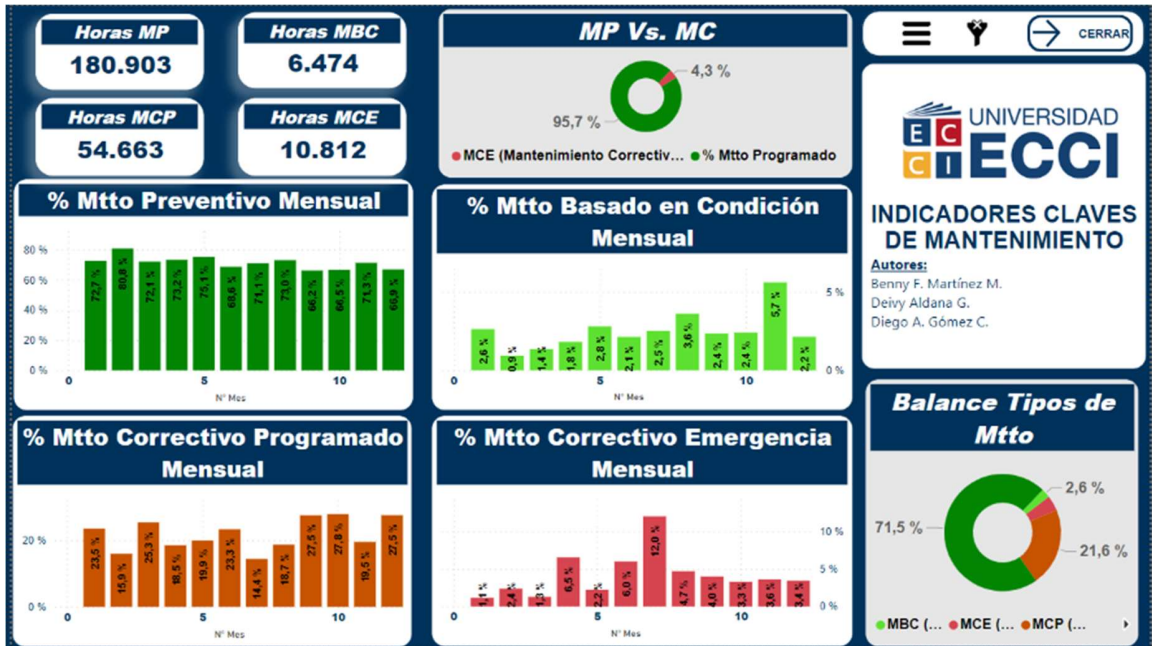 Horas MP
180.903
Horas MBC
6.474
Horas MCP
54.663
Horas MCE
10.812
MP Vs. MC
4,3 %
95,7 %
MCE (Mantenimiento Correctiv... % Mtto Programado
CERRAR
UNIVERSIDAD
ECCI
EC
CI
INDICADORES CLAVES
DE MANTENIMIENTO
Autores:
Benny F. Martínez M.
Deivy Aldana G.
Diego A. Gómez C.
% Mtto Preventivo Mensual
80 %
60 %
40 %
20 %
0 %
72,7 % 80,8 % 72,1 % 73,2 % 75,1 % 68,6 % 71,1 % 73,0 % 66,2 % 66,5 % 71,3 % 66,9 %
0 5 10
N° Mes
% Mtto Basado en Condición
Mensual
5 %
0 %
2,6 % 0,9 % 1,4 % 1,8 % 2,8 % 2,1 % 2,5 % 3,6 % 2,4 % 2,4 % 5,7 % 2,2 %
0 5 10
N° Mes
% Mtto Correctivo Programado
Mensual
20 %
0 %
23,5 % 15,9 % 25,3 % 18,5 % 19,9 % 23,3 % 14,4 % 18,7 % 27,5 % 27,8 % 19,5 % 27,5 %
0 5 10
N° Mes
% Mtto Correctivo Emergencia
Mensual
10 %
5 %
0 %
1,1 % 2,4 % 1,3 % 6,5 % 2,2 % 6,0 % 12,0 % 4,7 % 4,0 % 3,3 % 3,6 % 3,4 %
0 5 10
N° Mes
Balance Tipos de
Mtto
2,6 %
71,5 %
21,6 %
MBC (... MCE (... MCP (...